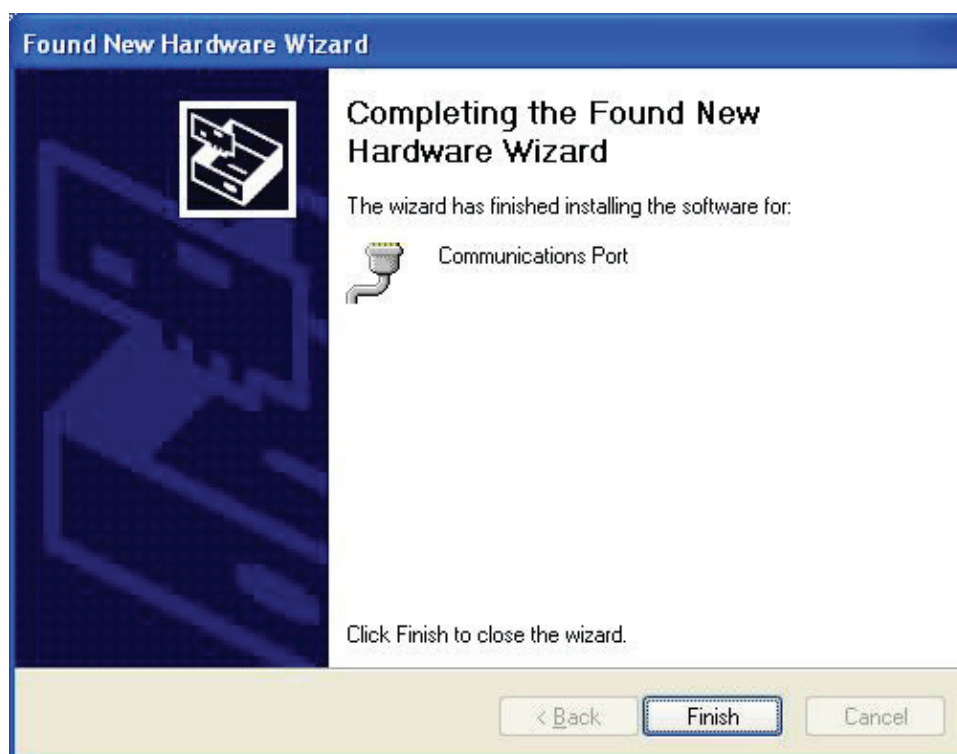 Found New Hardware Wizard
Completing the Found New
Hardware Wizard
The wizard has finished installing the software for:
Communications Port
Click Finish to close the wizard.
< Back
Finish
Cancel